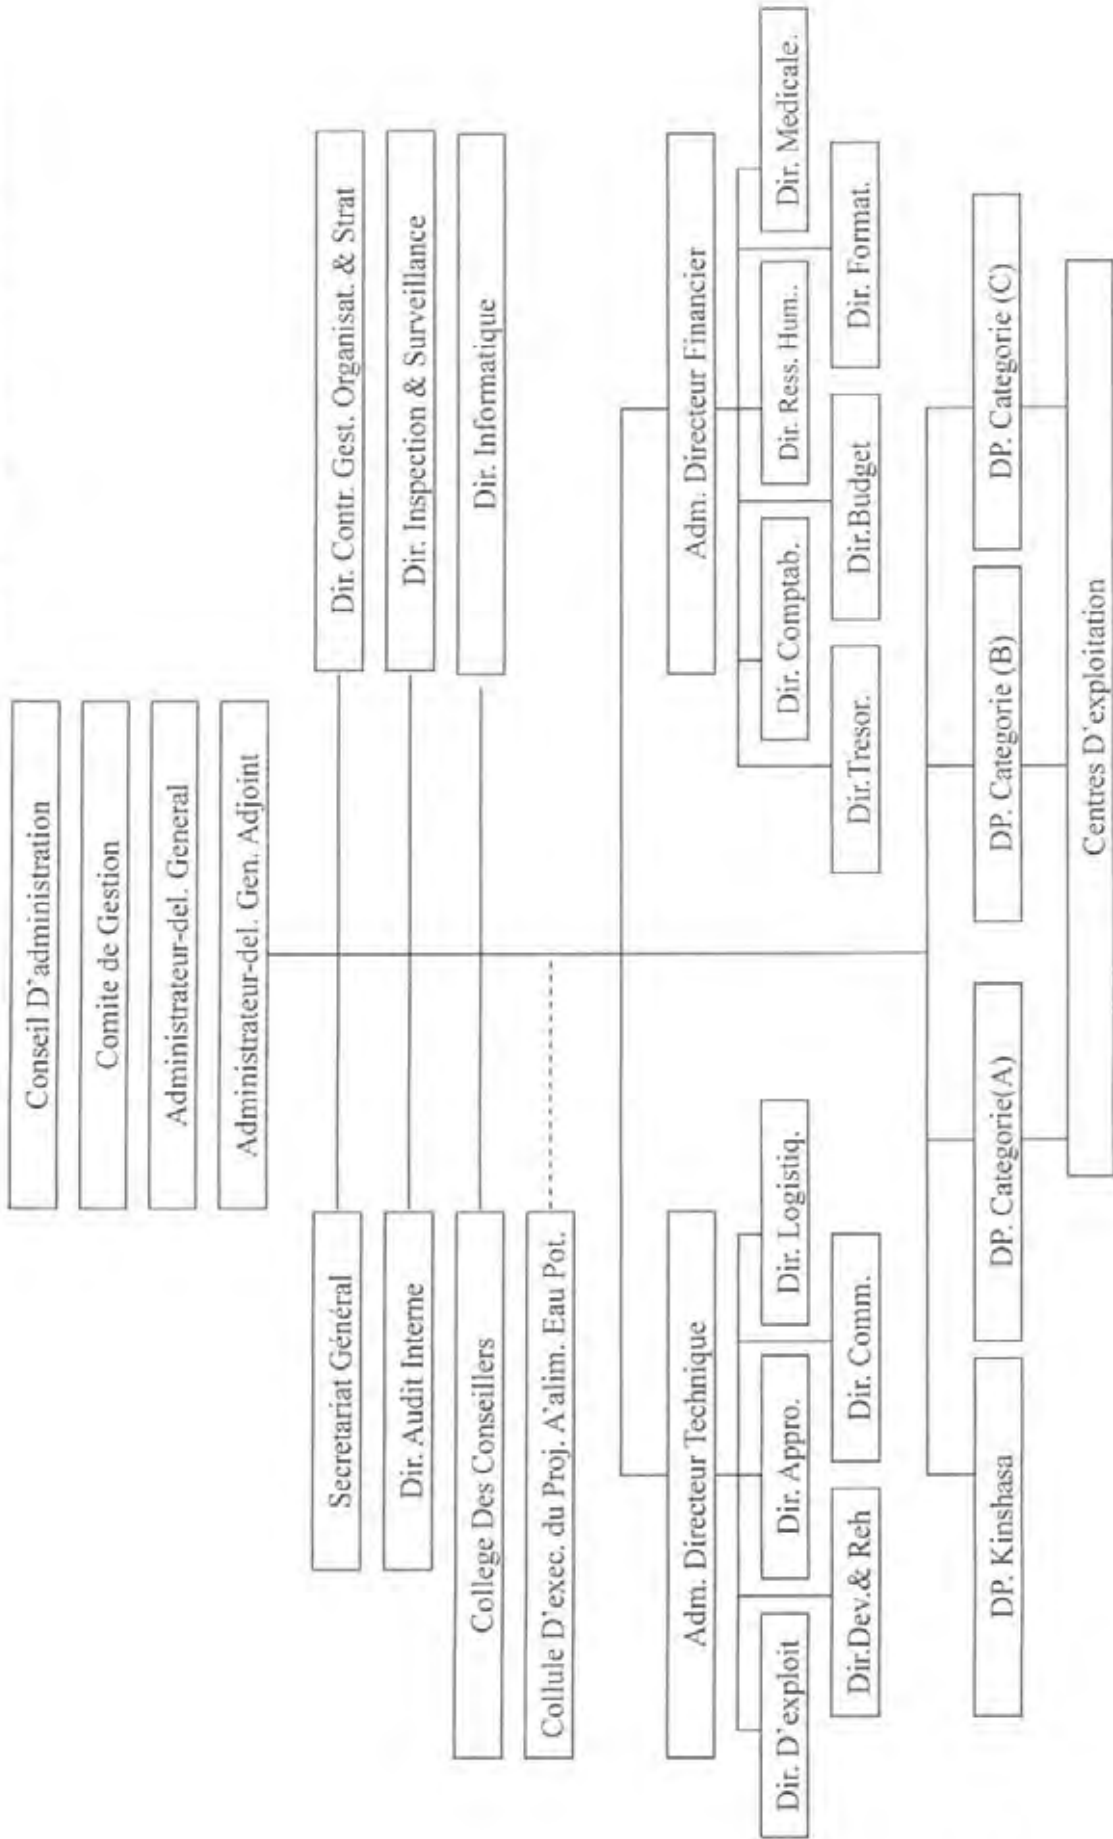 Conseil D'administration
Comite de Gestion
Administrateur-del. General
Administrateur-del. Gen. Adjoint
Secretariat Général
Dir. Contr. Gest. Organisat. & Strat
Dir. Audit Interne
Dir. Inspection & Surveillance
College Des Conseillers
Dir. Informatique
Collule D'exec. du Proj. A'alim. Eau Pot.
Adm. Directeur Technique
Adm. Directeur Financier
Dir. D'exploit
Dir. Appro.
Dir. Logistiq.
Dir. Comptab.
Dir. Ress. Hum..
Dir. Medicale.
Dir.Dev.& Reh
Dir. Comm.
Dir.Tresor.
Dir.Budget
Dir. Format.
DP. Kinshasa
DP. Categorie(A)
DP. Categorie (B)
DP. Categorie (C)
Centres D'exploitation